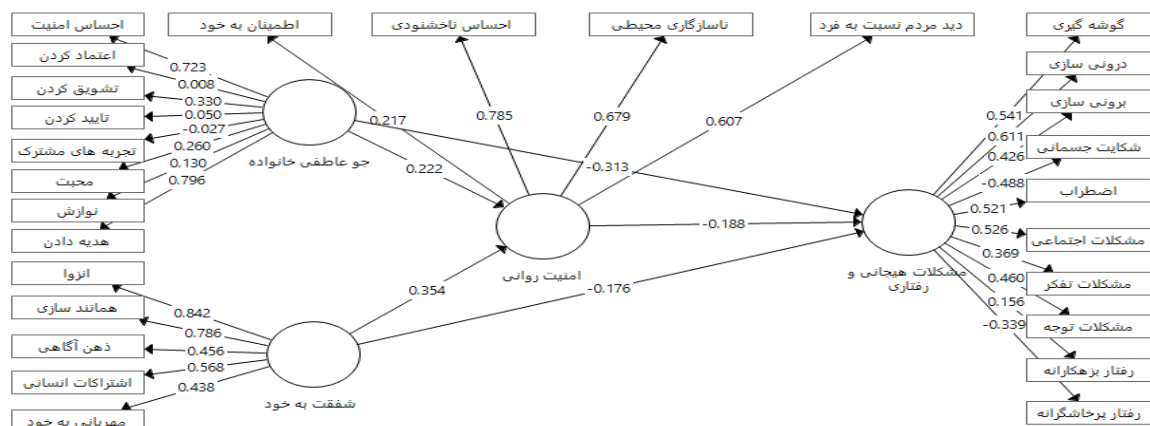 احساس امنیت
اطمینان به خود
احساس ناخشنودی
ناسازگاری محیطی
دید مردم نسبت به فرد
گوشه گیری
اعتماد کردن
تشویق کردن
تایید کردن
تجربه های مشترک
محبت
نوازش
هدیه دادن
انزوا
همانند سازی
ذهن آگاهی
اشتراکات انسانی
مهربانی به خود
0.723
0.008
0.330
0.050
-0.027
0.260
0.130
0.796
جو عاطفی خانواده
0.842
0.786
0.456
0.568
0.438
شفقت به خود
0.217
0.785
0.679
0.607
0.222
0.354
امنیت روانی
-0.313
-0.188
-0.176
مشکلات هیجانی و
رفتاری
0.541
0.611
0.426
-0.488
0.521
0.526
0.369
0.460
0.156
-0.339
درونی سازی
برونی سازی
شکایت جسمانی
اضطراب
مشکلات اجتماعی
مشکلات تفکر
مشکلات توجه
رفتار بزهکارانه
رفتار پرخاشگرانه